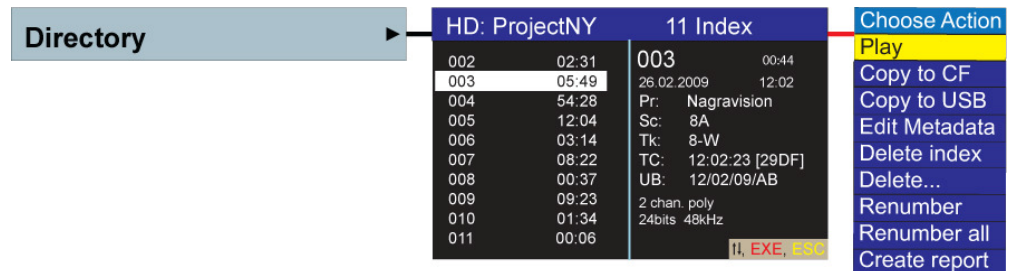 Directory
HD: ProjectNY 11 Index
002 02:31
003 05:49
004 54:28
005 12:04
006 03:14
007 08:22
008 00:37
009 09:23
010 01:34
011 00:06
003 00:44
26.02.2009 12:02
Pr: Nagravision
Sc: 8A
Tk: 8-W
TC: 12:02:23 [29DF]
UB: 12/02/09/AB
2 chan. poly
24bits 48kHz
↑↓, EXE, ESC
Choose Action
Play
Copy to CF
Copy to USB
Edit Metadata
Delete index
Delete...
Renumber
Renumber all
Create report